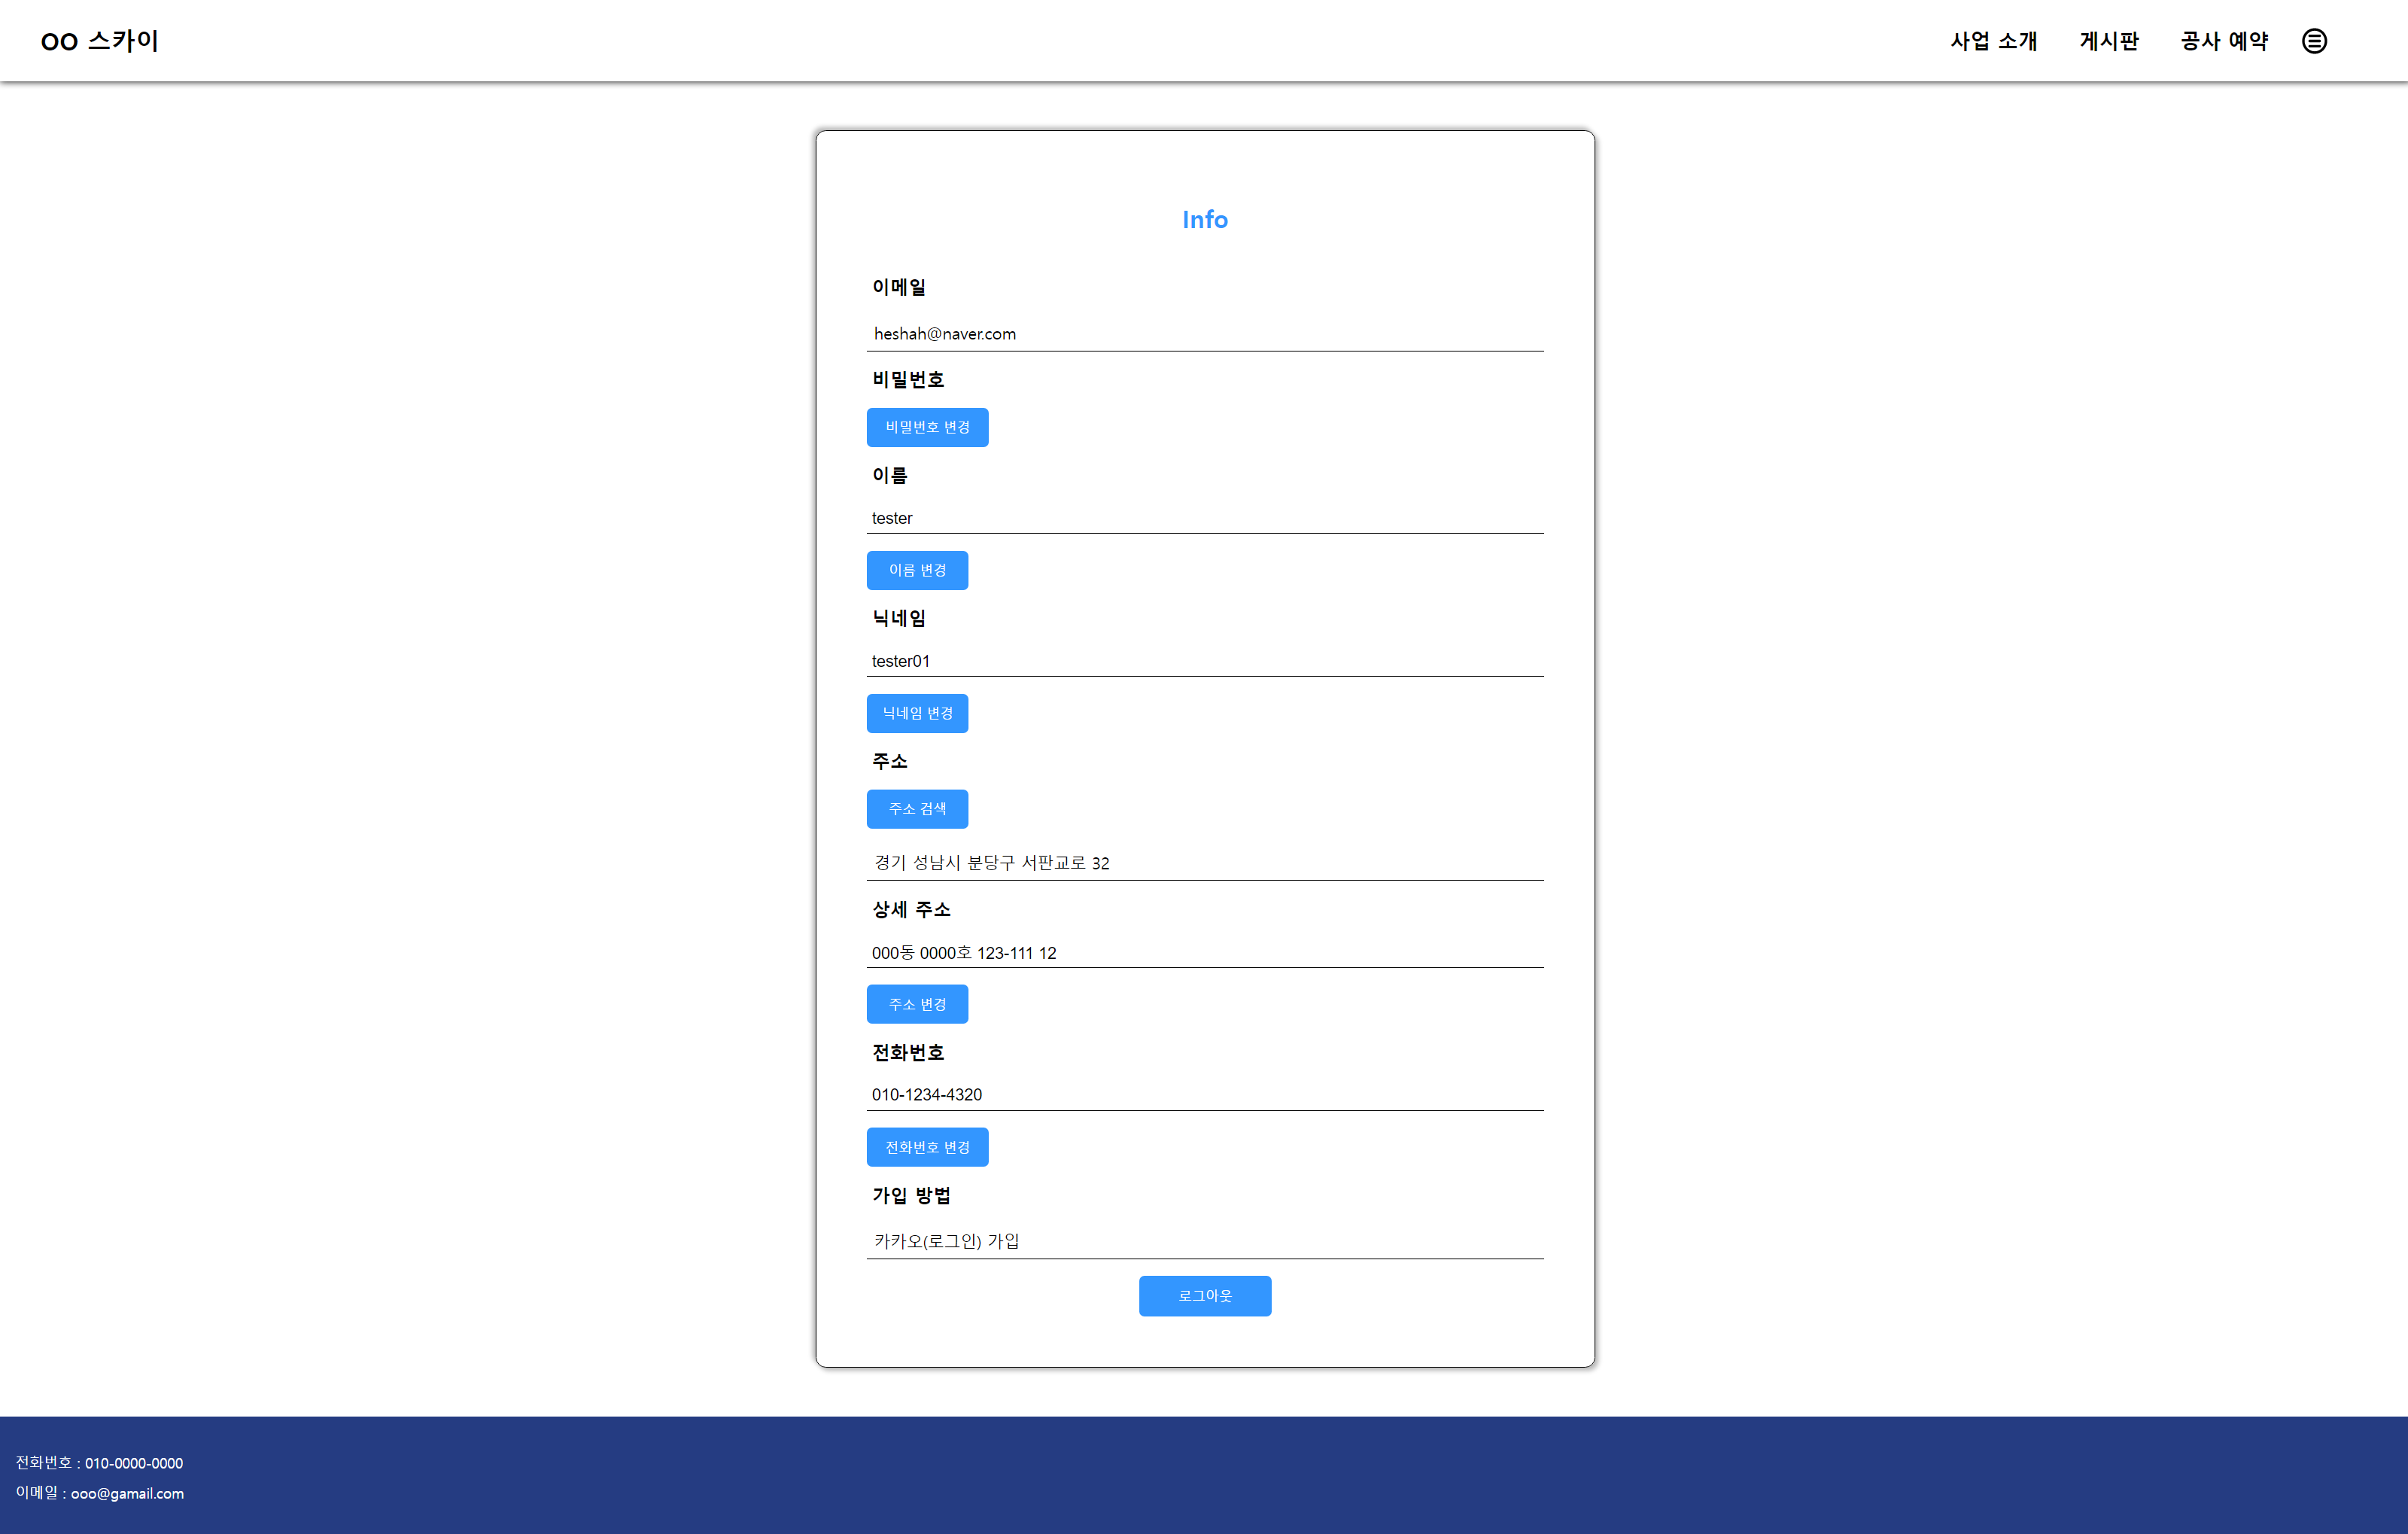 OO 스카이
사업 소개 게시판 공사 예약
Info
이메일
heshah@naver.com
비밀번호
비밀번호 변경
이름
tester
이름 변경
닉네임
tester01
닉네임 변경
주소
주소 검색
경기 성남시 분당구 서판교로 32
상세 주소
000동 0000호 123-111 12
주소 변경
전화번호
010-1234-4320
전화번호 변경
가입 방법
카카오(로그인) 가입
로그아웃
전화번호 : 010-0000-0000
이메일 : ooo@gamail.com